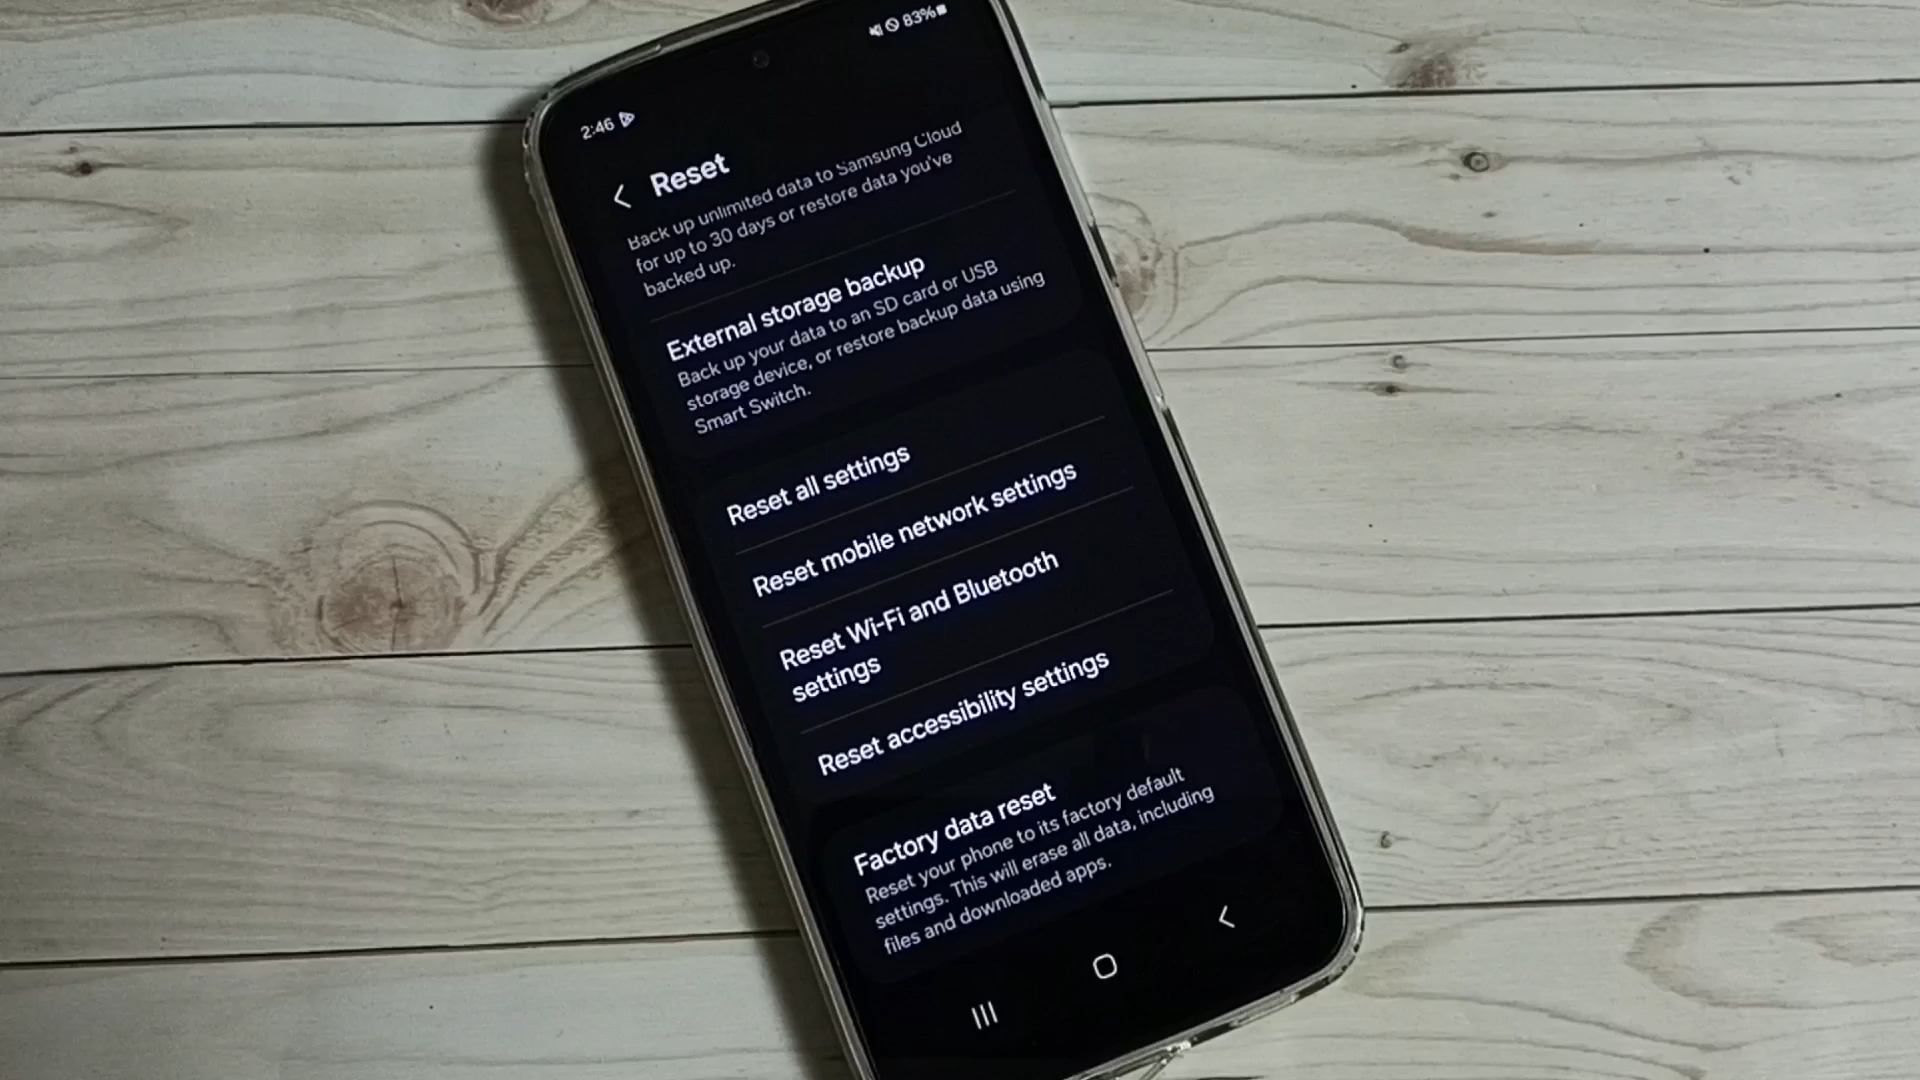 2:46
83%
Reset
Back up unlimited data to Samsung Cloud
for up to 30 days or restore data you've
backed up.
External storage backup
Back up your data to an SD card or USB
storage device, or restore backup data using
Smart Switch.
Reset all settings
Reset mobile network settings
Reset Wi-Fi and Bluetooth
settings
Reset accessibility settings
Factory data reset
Reset your phone to its factory default
settings. This will erase all data, including
files and downloaded apps.